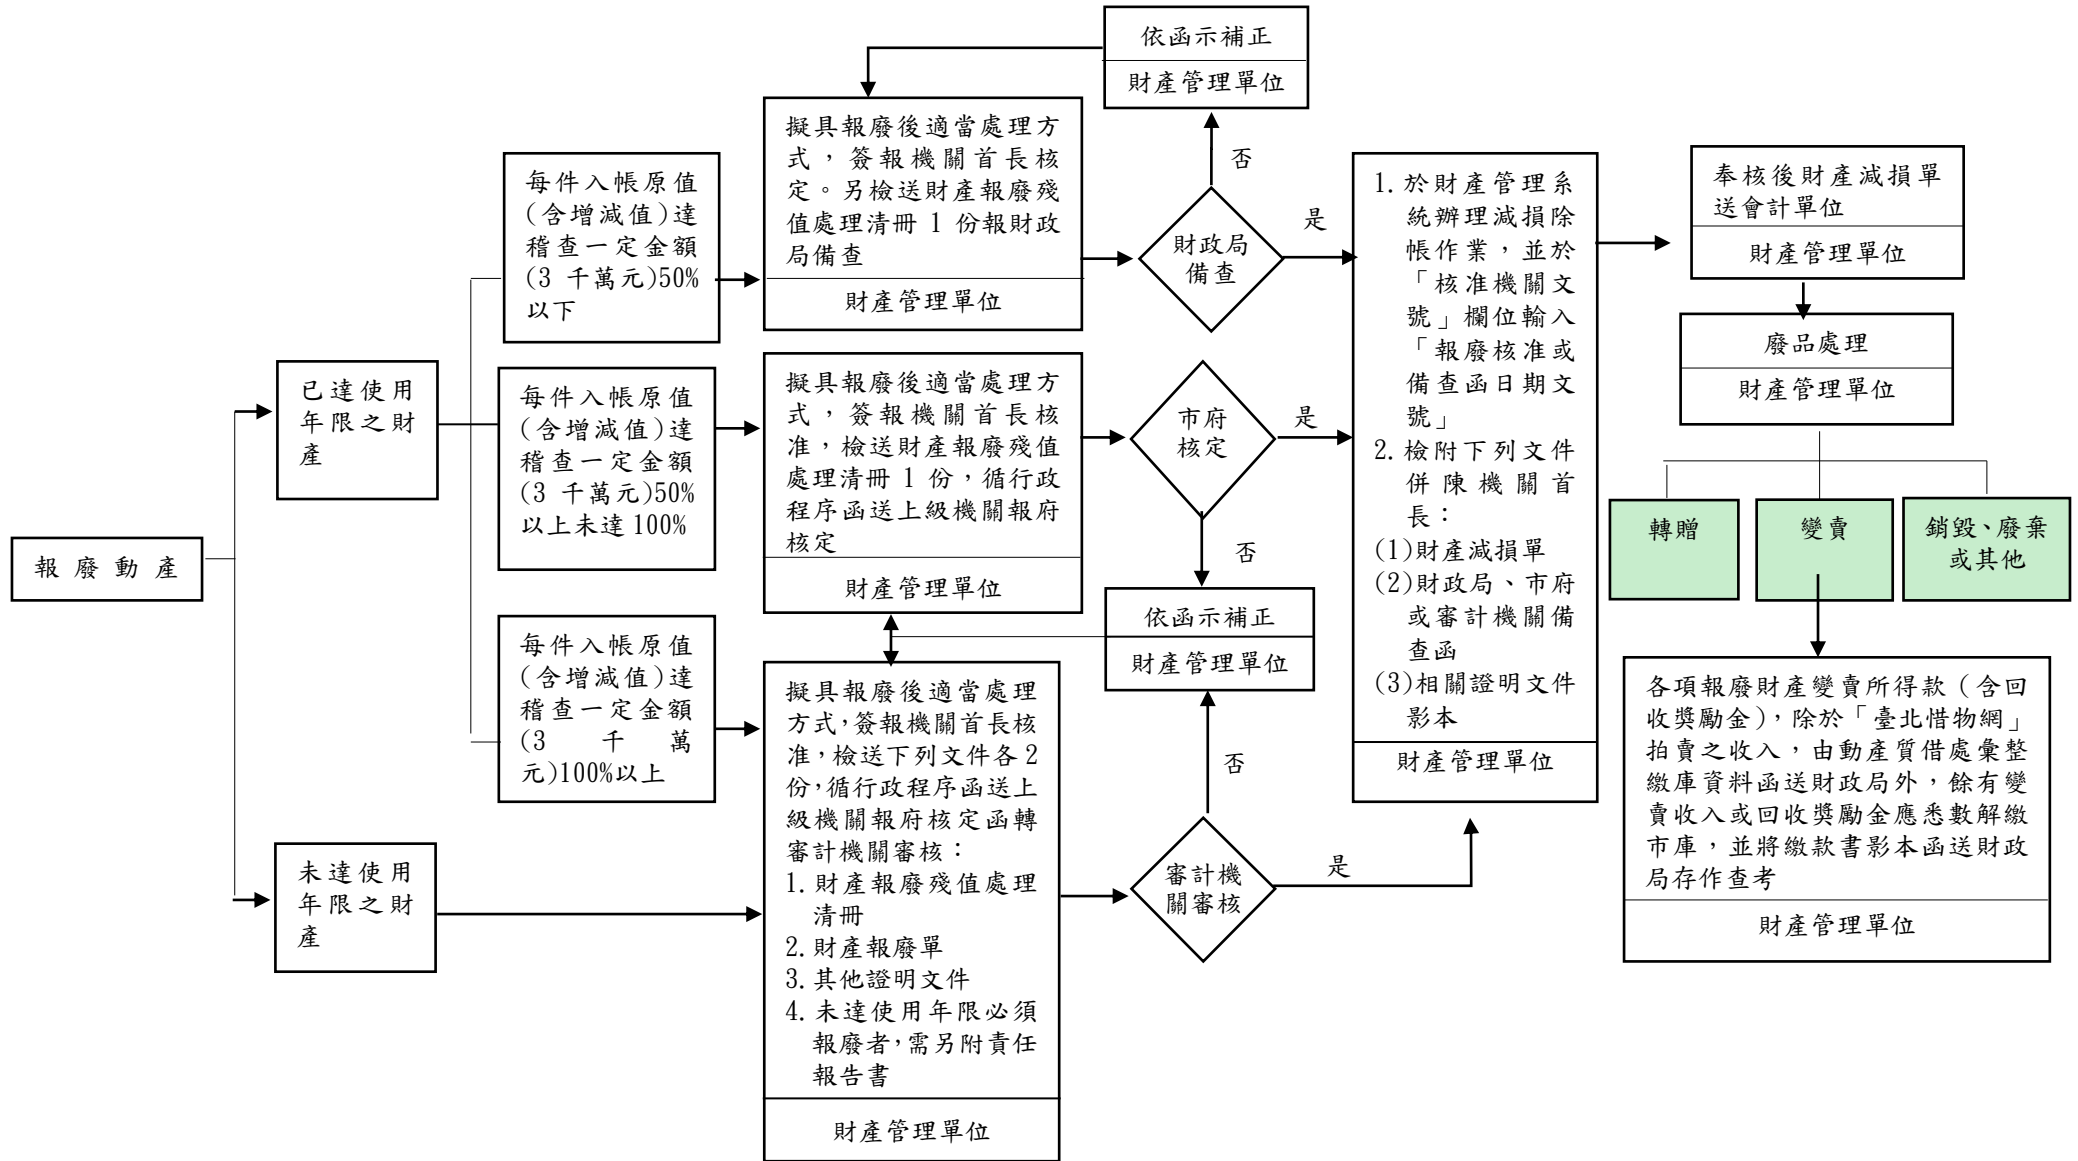 報廢動產
已達使用
年限之財
產
未達使用
年限之財
產
每件入帳原值
(含增減值)達
稽查一定金額
(3 千萬元)50%
以下
每件入帳原值
(含增減值)達
稽查一定金額
(3 千萬元)50%
以上未達 100%
每件入帳原值
(含增減值)達
稽查一定金額
(3 千 萬
元)100%以上
擬具報廢後適當處理方
式，簽報機關首長核
定。另檢送財產報廢殘
值處理清冊 1 份報財政
局備查
財產管理單位
擬具報廢後適當處理方
式，簽報機關首長核
准，檢送財產報廢殘值
處理清冊 1 份，循行政
程序函送上級機關報府
核定
財產管理單位
擬具報廢後適當處理
方式，簽報機關首長核
准，檢送下列文件各 2
份，循行政程序函送上
級機關報府核定函轉
審計機關審核：
1. 財產報廢殘值處理
清冊
2. 財產報廢單
3. 其他證明文件
4. 未達使用年限必須
報廢者，需另附責任
報告書
財產管理單位
依函示補正
財產管理單位
否
財政局
備查
是
市府
核定
是
否
依函示補正
財產管理單位
否
審計機
關審核
是
1. 於財產管理系
統辦理減損除
帳作業，並於
「核准機關文
號」欄位輸入
「報廢核准或
備查函日期文
號」
2. 檢附下列文件
併陳機關首
長：
(1)財產減損單
(2)財政局、市府
或審計機關備
查函
(3)相關證明文件
影本
財產管理單位
奉核後財產減損單
送會計單位
財產管理單位
廢品處理
財產管理單位
轉贈
變賣
銷毀、廢棄
或其他
各項報廢財產變賣所得款（含回
收獎勵金），除於「臺北惜物網」
拍賣之收入，由動產質借處彙整
繳庫資料函送財政局外，餘有變
賣收入或回收獎勵金應悉數解繳
市庫，並將繳款書影本函送財政
局存作查考
財產管理單位